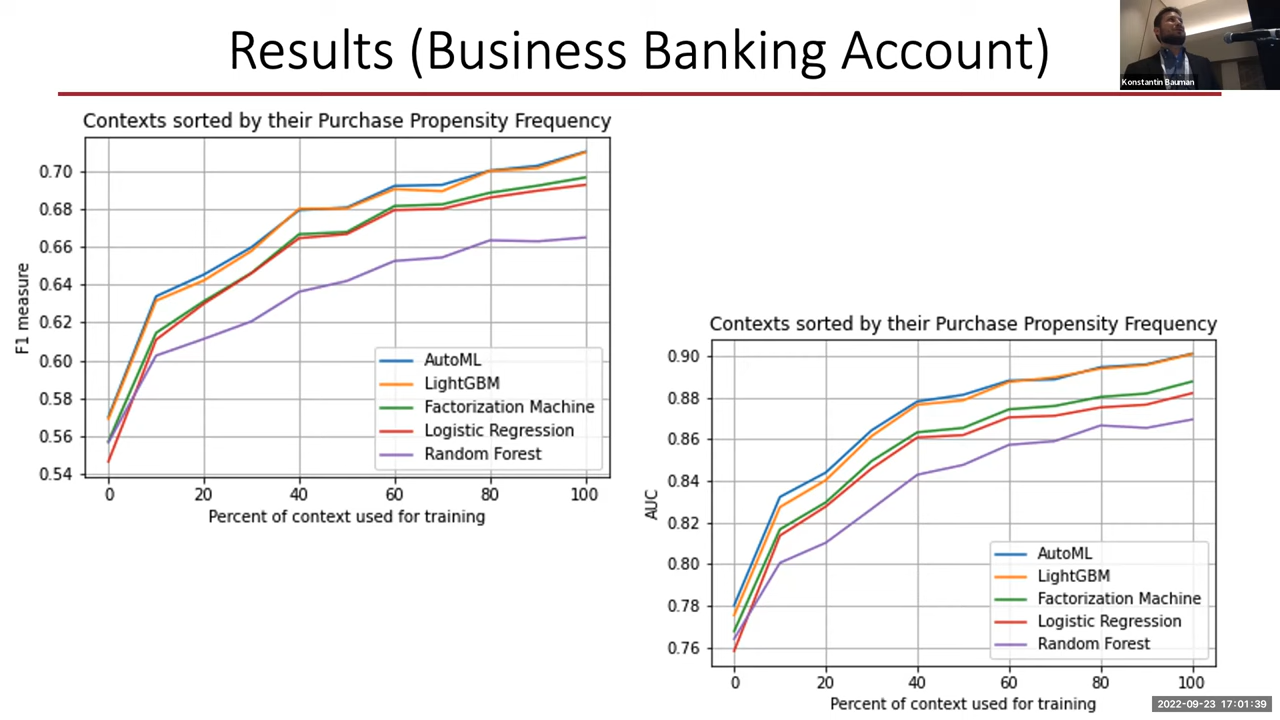 Results (Business Banking Account)
Konstantin Bauman
Contexts sorted by their Purchase Propensity Frequency
F1 measure
0.70
0.68
0.66
0.64
0.62
0.60
0.58
0.56
0.54
0 20 40 60 80 100
Percent of context used for training
AutoML
LightGBM
Factorization Machine
Logistic Regression
Random Forest
Contexts sorted by their Purchase Propensity Frequency
AUC
0.90
0.88
0.86
0.84
0.82
0.80
0.78
0.76
0 20 40 60 80 100
Percent of context used for training
AutoML
LightGBM
Factorization Machine
Logistic Regression
Random Forest
2022-09-23 17:01:39